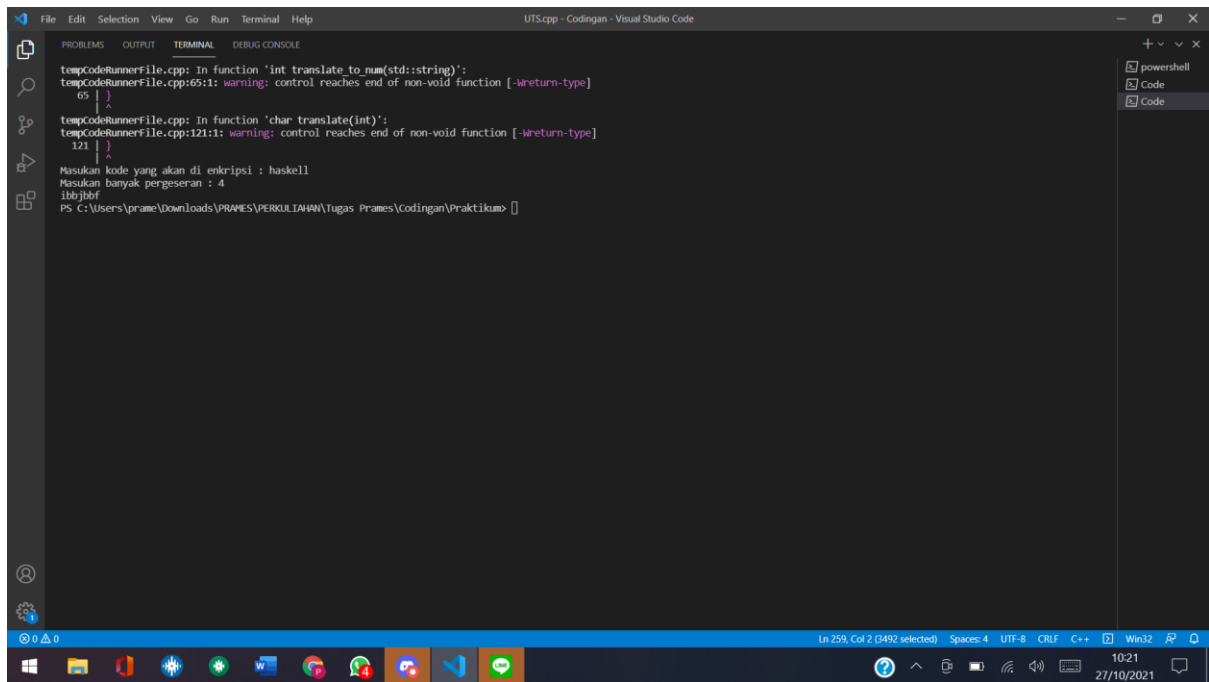 File Edit Selection View Go Run Terminal Help UTS.cpp - Codingan - Visual Studio Code
PROBLEMS OUTPUT TERMINAL DEBUG CONSOLE
tempCodeRunnerFile.cpp: In function 'int translate_to_num(std::string)':
tempCodeRunnerFile.cpp:65:1: warning: control reaches end of non-void function [-Wreturn-type]
65 | }
| ^
tempCodeRunnerFile.cpp: In function 'char translate(int)':
tempCodeRunnerFile.cpp:121:1: warning: control reaches end of non-void function [-Wreturn-type]
121 | }
| ^
Masukan kode yang akan di enkripsi : haskell
Masukan banyak pergeseran : 4
ibbjbbf
PS C:\Users\prame\Downloads\PRAMES\PERKULIAHAN\Tugas Prames\Codingan\Praktikum>
powershell
Code
Code
1
0 0 Ln 259, Col 2 (3492 selected) Spaces: 4 UTF-8 CRLF C++ Win32
W P 4 LINE ? 10:21
27/10/2021